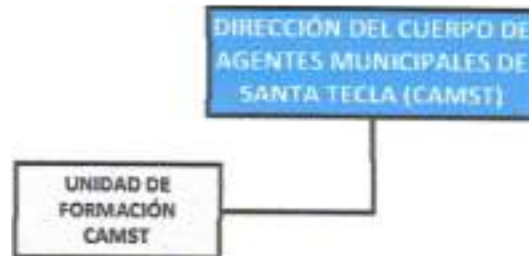 DIRECCIÓN DEL CUERPO DE
AGENTES MUNICIPALES DE
SANTA TECLA (CAMST)
UNIDAD DE
FORMACIÓN
CAMST